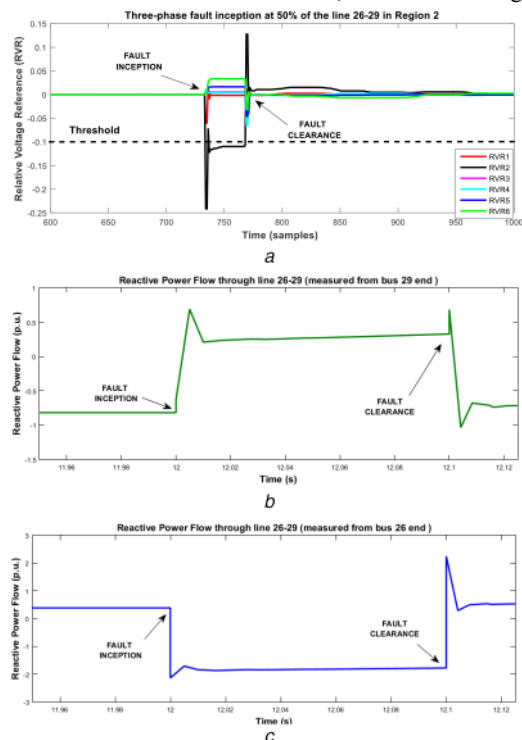 Three-phase fault inception at 50% of the line 26-29 in Region 2
Relative Voltage Reference (RVR)
0.15
0.1
0.05
0
-0.05
-0.1
-0.15
-0.2
-0.25
FAULT
INCEPTION
FAULT
CLEARANCE
Threshold
RVR1
RVR2
RVR3
RVR4
RVR5
RVR6
600 650 700 750 800 850 900 950 1000
Time (samples)
a
Reactive Power Flow through line 26-29 (measured from bus 29 end )
Reactive Power Flow (p.u.)
1
0.5
0
-0.5
-1
-1.5
FAULT
INCEPTION
FAULT
CLEARANCE
11.96 11.98 12 12.02 12.04 12.06 12.08 12.1 12.12
Time (s)
b
Reactive Power Flow through line 26-29 (measured from bus 26 end )
Reactive Power Flow (p.u.)
3
2
1
0
-1
-2
-3
FAULT
INCEPTION
FAULT
CLEARANCE
11.96 11.98 12 12.02 12.04 12.06 12.08 12.1 12.12
Time (s)
c